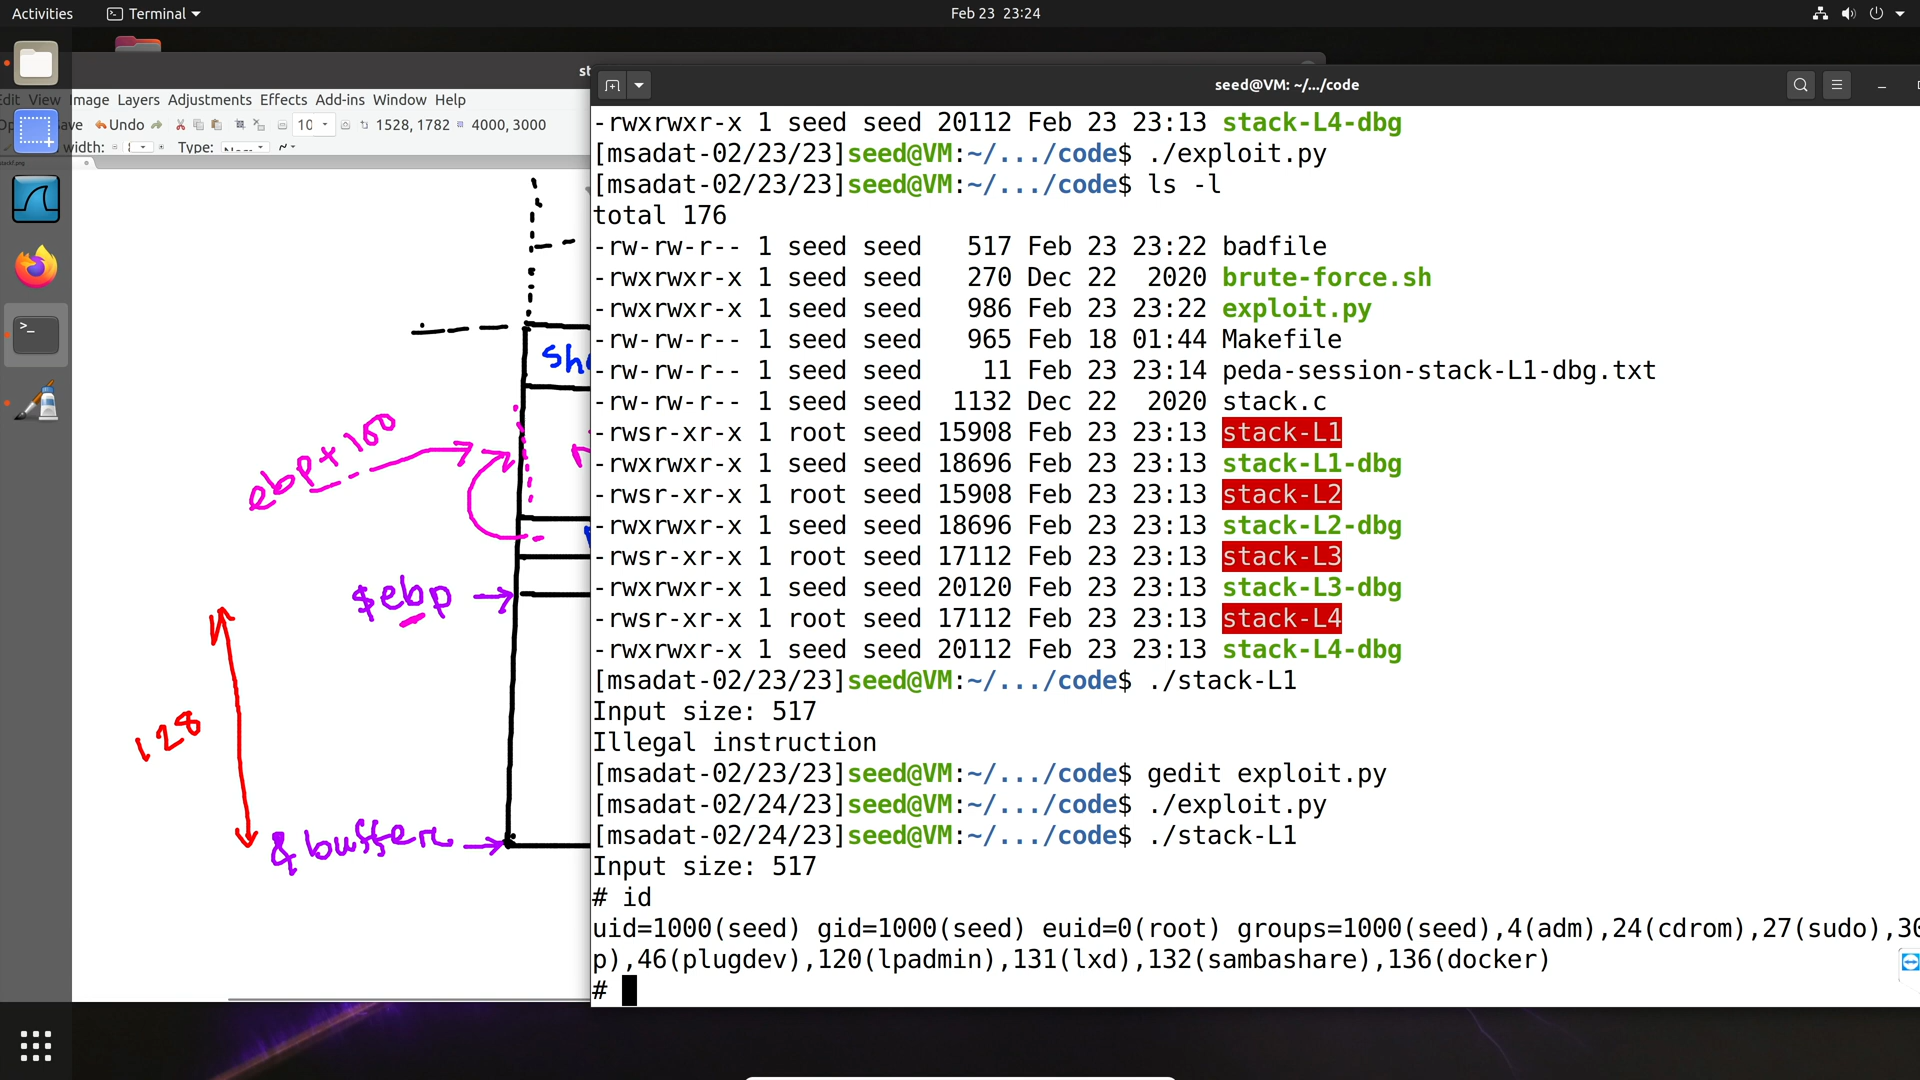 Activities
Terminal
Feb 23 23:24
st
seed@VM: ~/.../code
Edit View Image Layers Adjustments Effects Add-ins Window Help
Save Undo 10 1528, 1782 4000, 3000
width: Type:
Sh
ebp+100
$ebp
128
&buffer
-rwxrwxr-x 1 seed seed 20112 Feb 23 23:13 stack-L4-dbg
[msadat-02/23/23]seed@VM:~/.../code$ ./exploit.py
[msadat-02/23/23]seed@VM:~/.../code$ ls -l
total 176
-rw-rw-r-- 1 seed seed   517 Feb 23 23:22 badfile
-rwxrwxr-x 1 seed seed   270 Dec 22  2020 brute-force.sh
-rwxrwxr-x 1 seed seed   986 Feb 23 23:22 exploit.py
-rw-rw-r-- 1 seed seed   965 Feb 18 01:44 Makefile
-rw-rw-r-- 1 seed seed    11 Feb 23 23:14 peda-session-stack-L1-dbg.txt
-rw-rw-r-- 1 seed seed  1132 Dec 22  2020 stack.c
-rwsr-xr-x 1 root seed 15908 Feb 23 23:13 stack-L1
-rwxrwxr-x 1 seed seed 18696 Feb 23 23:13 stack-L1-dbg
-rwsr-xr-x 1 root seed 15908 Feb 23 23:13 stack-L2
-rwxrwxr-x 1 seed seed 18696 Feb 23 23:13 stack-L2-dbg
-rwsr-xr-x 1 root seed 17112 Feb 23 23:13 stack-L3
-rwxrwxr-x 1 seed seed 20120 Feb 23 23:13 stack-L3-dbg
-rwsr-xr-x 1 root seed 17112 Feb 23 23:13 stack-L4
-rwxrwxr-x 1 seed seed 20112 Feb 23 23:13 stack-L4-dbg
[msadat-02/23/23]seed@VM:~/.../code$ ./stack-L1
Input size: 517
Illegal instruction
[msadat-02/23/23]seed@VM:~/.../code$ gedit exploit.py
[msadat-02/24/23]seed@VM:~/.../code$ ./exploit.py
[msadat-02/24/23]seed@VM:~/.../code$ ./stack-L1
Input size: 517
# id
uid=1000(seed) gid=1000(seed) euid=0(root) groups=1000(seed),4(adm),24(cdrom),27(sudo),30
p),46(plugdev),120(lpadmin),131(lxd),132(sambashare),136(docker)
#